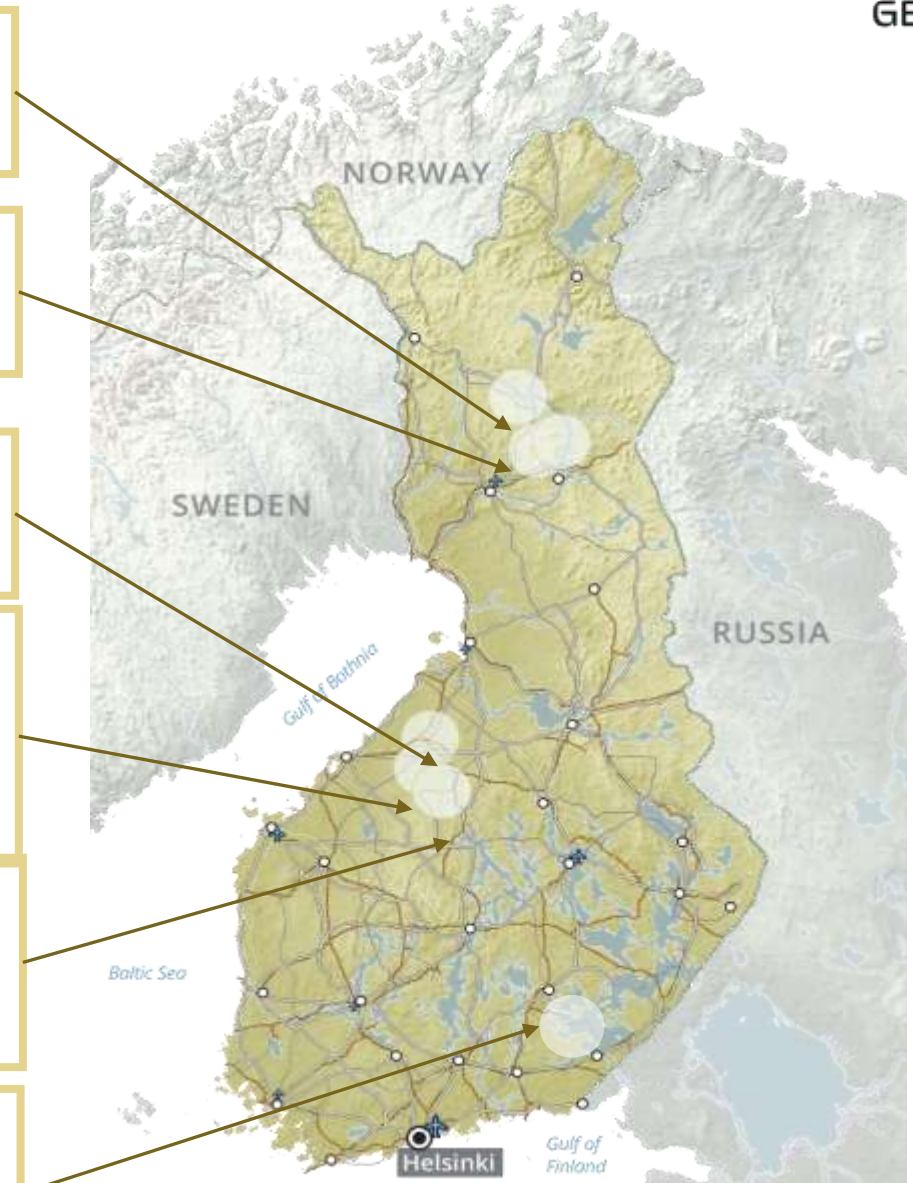 GE
NORWAY
SWEDEN
RUSSIA
Gulf of Bothnia
Baltic Sea
Gulf of
Finland
Helsinki